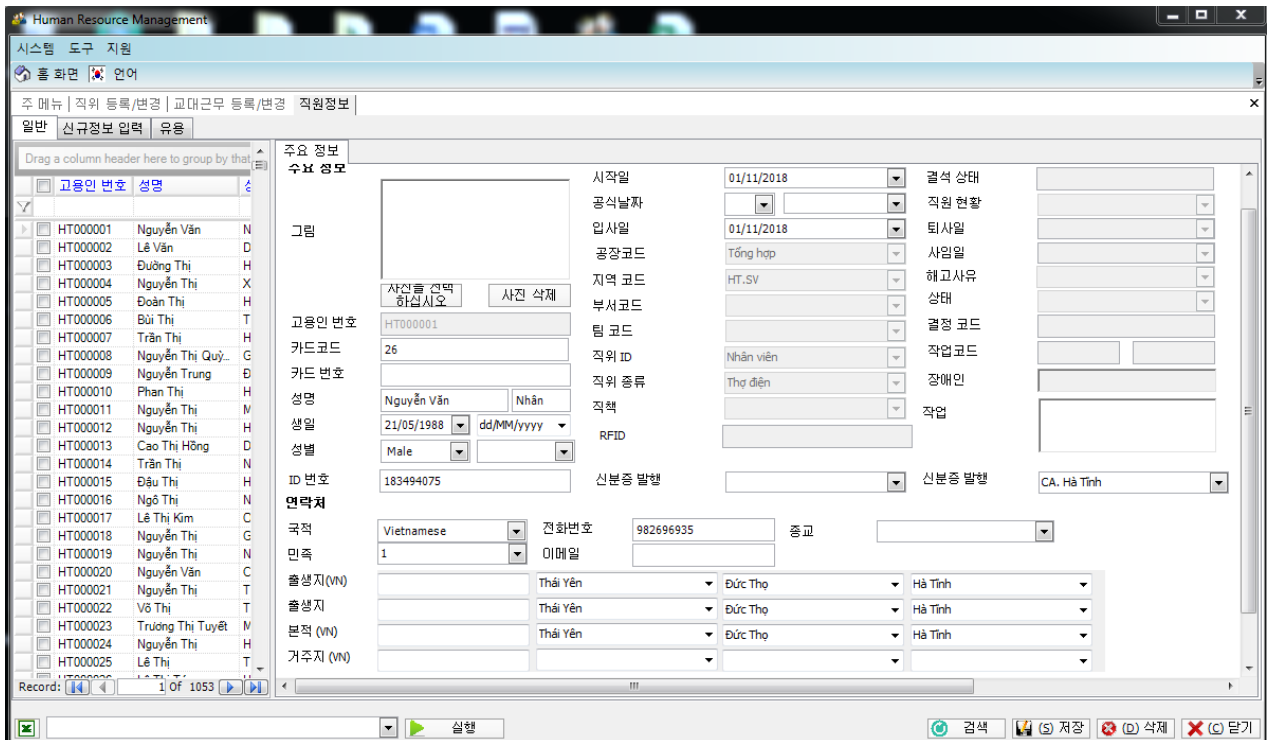 Human Resource Management
시스템 도구 지원
홈 화면 언어
주 메뉴 직위 등록/변경 교대근무 등록/변경 직원정보
일반 신규정보 입력 유용
Drag a column header here to group by that
고용인 번호 성명
HT000001 Nguyễn Văn N
HT000002 Lê Văn D
HT000003 Đường Thị H
HT000004 Nguyễn Thị X
HT000005 Đoàn Thị H
HT000006 Bùi Thị T
HT000007 Trần Thị H
HT000008 Nguyễn Thị Quỳ... G
HT000009 Nguyễn Trung Đ
HT000010 Phan Thị H
HT000011 Nguyễn Thị M
HT000012 Nguyễn Thị H
HT000013 Cao Thị Hồng D
HT000014 Trần Thị N
HT000015 Đậu Thị H
HT000016 Ngô Thị N
HT000017 Lê Thị Kim C
HT000018 Nguyễn Thị G
HT000019 Nguyễn Thị N
HT000020 Nguyễn Văn C
HT000021 Nguyễn Thị T
HT000022 Võ Thị T
HT000023 Trương Thị Tuyết M
HT000024 Nguyễn Thị H
HT000025 Lê Thị T
Record: 1 Of 1053
주요 정보
주요 정보
그림
사진을 선택
하십시오
사진 삭제
고용인 번호 HT000001
카드코드 26
카드 번호
성명 Nguyễn Văn Nhân
생일 21/05/1988 dd/MM/yyyy
성별 Male
ID 번호 183494075
시작일 01/11/2018
공식날짜
입사일 01/11/2018
공장코드 Tổng hợp
지역 코드 HT.SV
부서코드
팀 코드
직위 ID Nhân viên
직위 종류 Thợ điện
직책
RFID
신분증 발행
결석 상태
직원 현황
퇴사일
사임일
해고사유
상태
결정 코드
작업코드
장애인
작업
신분증 발행 CA. Hà Tĩnh
연락처
국적 Vietnamese 전화번호 982696935 종교
민족 1 이메일
출생지(VN) Thái Yên Đức Thọ Hà Tĩnh
출생지 Thái Yên Đức Thọ Hà Tĩnh
본적 (VN) Thái Yên Đức Thọ Hà Tĩnh
거주지 (VN)
실행 검색 (S) 저장 (D) 삭제 (C) 닫기